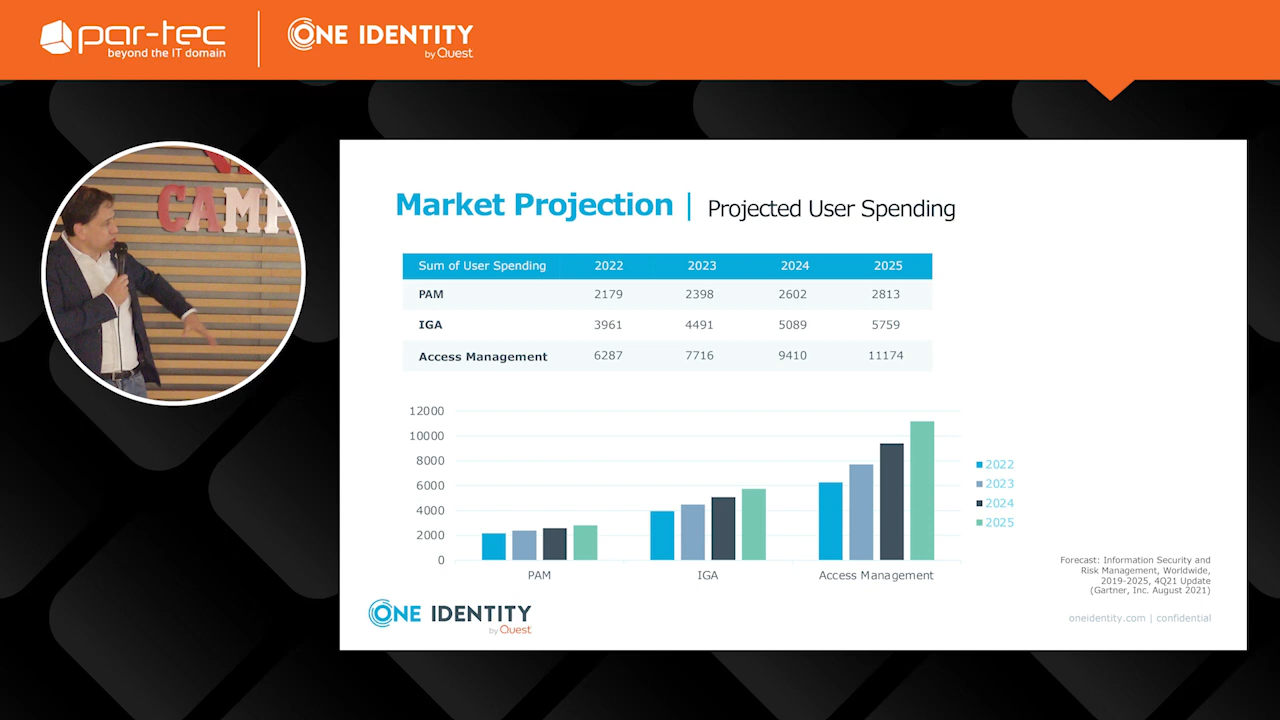 par-tec
beyond the IT domain
ONE IDENTITY
by Quest
CAMP
Market Projection | Projected User Spending
Sum of User Spending 2022 2023 2024 2025
PAM 2179 2398 2602 2813
IGA 3961 4491 5089 5759
Access Management 6287 7716 9410 11174
12000
10000
8000
6000
4000
2000
0
PAM IGA Access Management
2022
2023
2024
2025
Forecast: Information Security and
Risk Management, Worldwide,
2019-2025, 4Q21 Update
(Gartner, Inc. August 2021)
ONE IDENTITY
by Quest
oneidentity.com | confidential